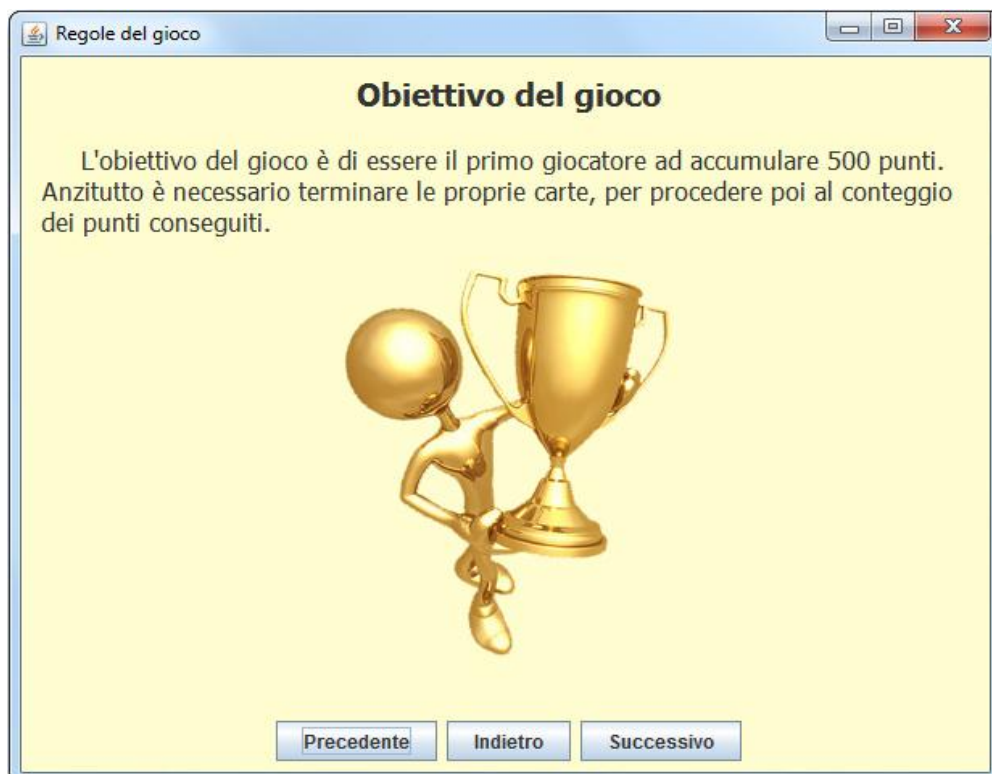 Regole del gioco
Obiettivo del gioco
L'obiettivo del gioco è di essere il primo giocatore ad accumulare 500 punti.
Anzitutto è necessario terminare le proprie carte, per procedere poi al conteggio
dei punti conseguiti.
Precedente Indietro Successivo